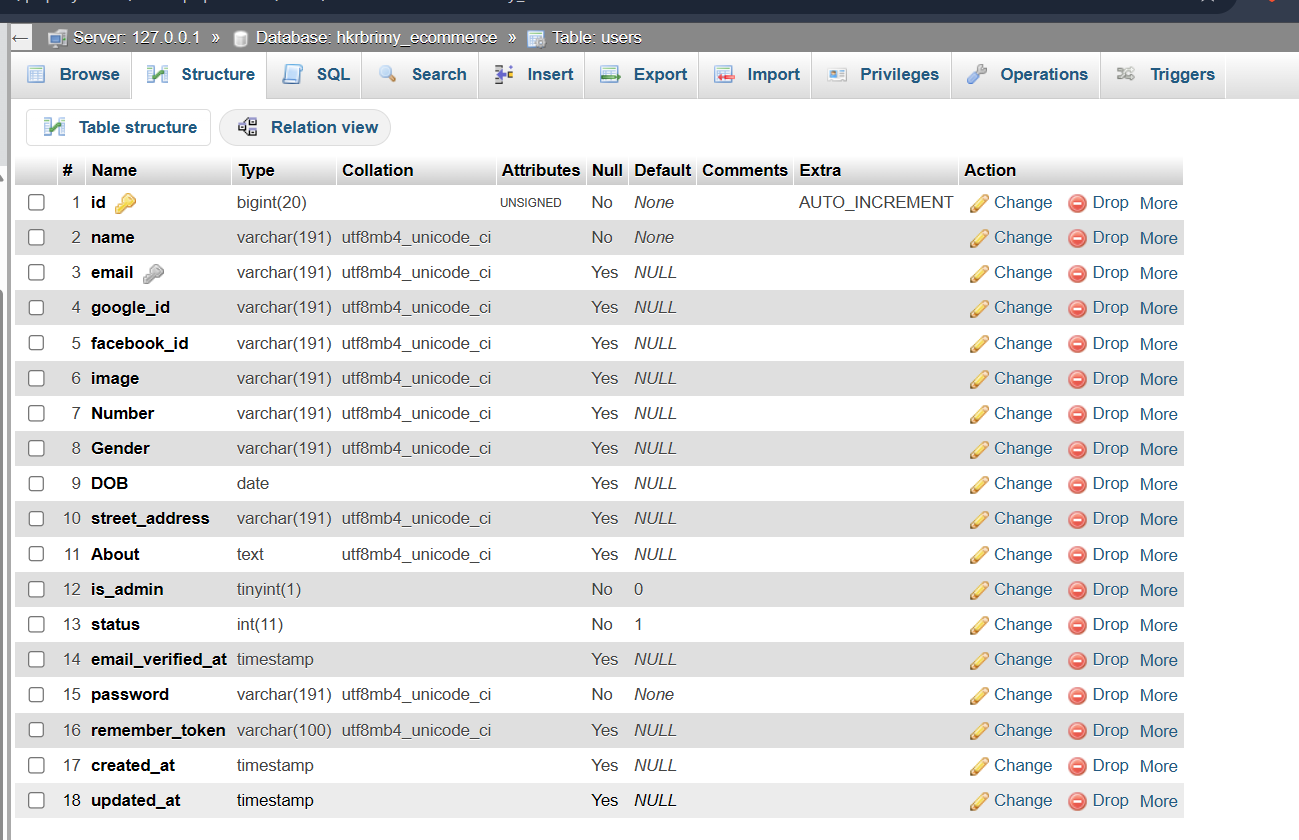 Server: 127.0.0.1 » Database: hkrbrimy_ecommerce » Table: users
Browse Structure SQL Search Insert Export Import Privileges Operations Triggers
Table structure Relation view
# Name Type Collation Attributes Null Default Comments Extra Action
1 id bigint(20) UNSIGNED No None AUTO_INCREMENT Change Drop More
2 name varchar(191) utf8mb4_unicode_ci No None Change Drop More
3 email varchar(191) utf8mb4_unicode_ci Yes NULL Change Drop More
4 google_id varchar(191) utf8mb4_unicode_ci Yes NULL Change Drop More
5 facebook_id varchar(191) utf8mb4_unicode_ci Yes NULL Change Drop More
6 image varchar(191) utf8mb4_unicode_ci Yes NULL Change Drop More
7 Number varchar(191) utf8mb4_unicode_ci Yes NULL Change Drop More
8 Gender varchar(191) utf8mb4_unicode_ci Yes NULL Change Drop More
9 DOB date Yes NULL Change Drop More
10 street_address varchar(191) utf8mb4_unicode_ci Yes NULL Change Drop More
11 About text utf8mb4_unicode_ci Yes NULL Change Drop More
12 is_admin tinyint(1) No 0 Change Drop More
13 status int(11) No 1 Change Drop More
14 email_verified_at timestamp Yes NULL Change Drop More
15 password varchar(191) utf8mb4_unicode_ci No None Change Drop More
16 remember_token varchar(100) utf8mb4_unicode_ci Yes NULL Change Drop More
17 created_at timestamp Yes NULL Change Drop More
18 updated_at timestamp Yes NULL Change Drop More